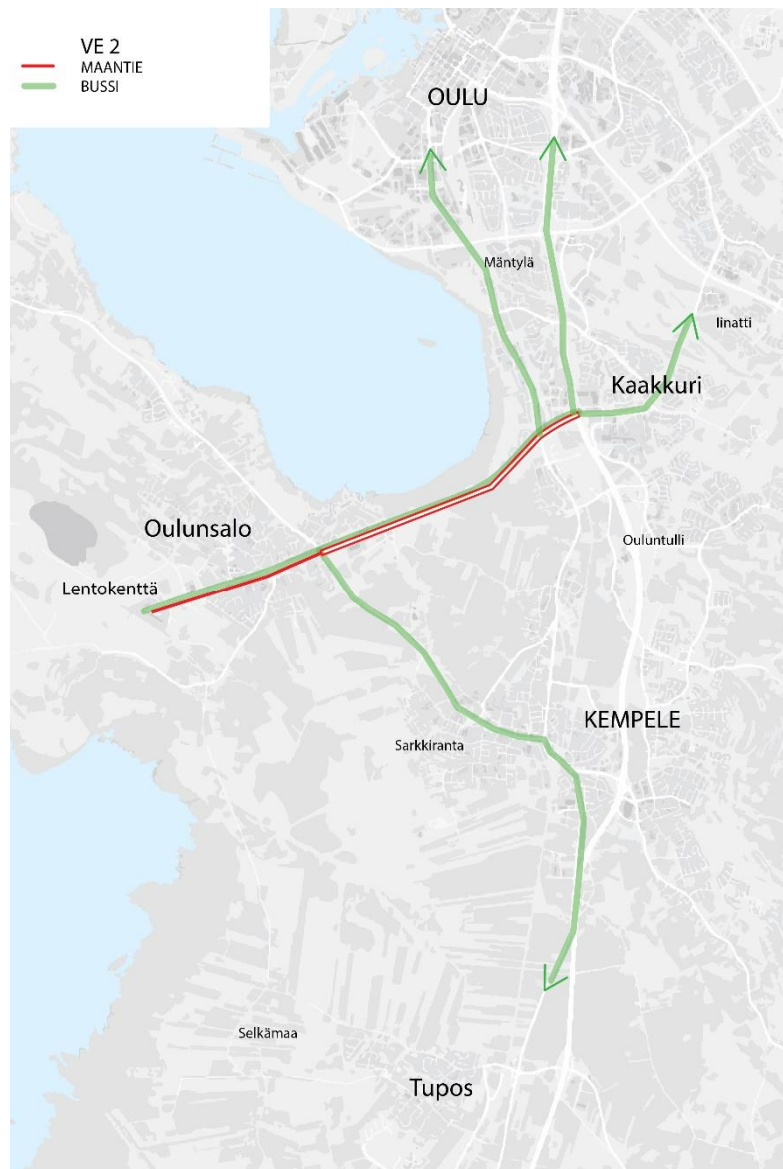 VE 2
MAANTIE
BUSSI
OULU
Mäntylä
Iinatti
Kaakkuri
Oulunsalo
Ouluntulli
Lentokenttä
KEMPELE
Sarkkiranta
Selkämaa
Tupos